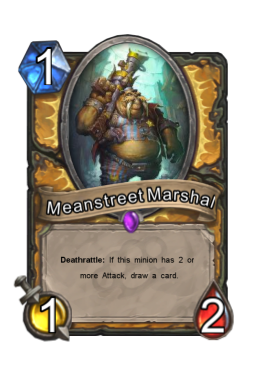 1
Meanstreet Marshal
Deathrattle: If this minion has 2 or
more Attack, draw a card.
1
2